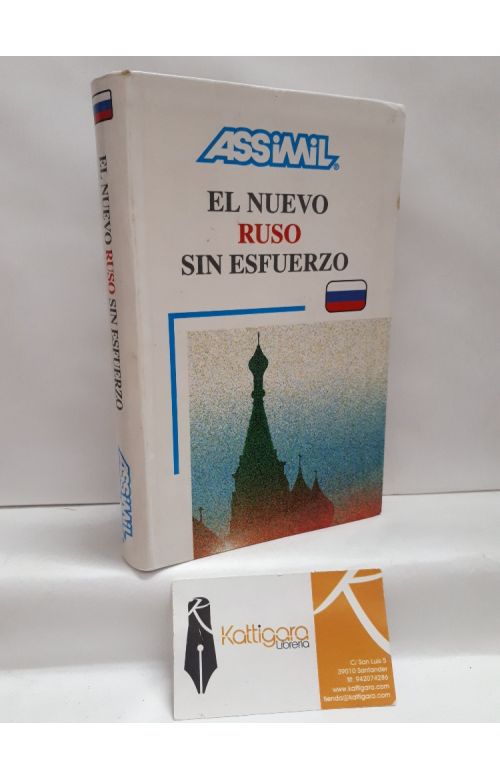 ASSiMiL®
EL NUEVO
RUSO
SIN ESFUERZO
EL NUEVO RUSO SIN ESFUERZO
ASSiMiL
Kattigara
Librería
C/ San Luis 5
39010 Santander
tlf: 942074286
www.kattigara.com
tienda@kattigara.com